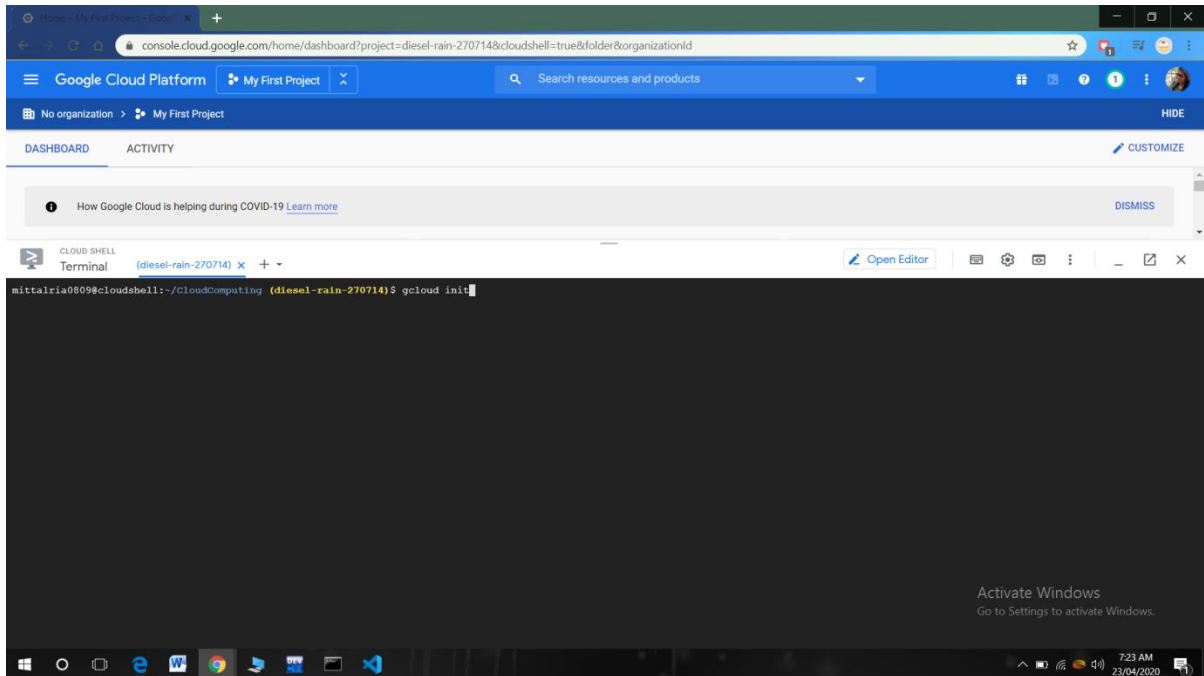 Home – My First Project – Goog
console.cloud.google.com/home/dashboard?project=diesel-rain-270714&cloudshell=true&folder&organizationId
1
Google Cloud Platform My First Project Search resources and products 1
No organization > My First Project HIDE
DASHBOARD ACTIVITY CUSTOMIZE
How Google Cloud is helping during COVID-19 Learn more DISMISS
CLOUD SHELL
Terminal (diesel-rain-270714) Open Editor
mittalria0809@cloudshell:~/CloudComputing (diesel-rain-270714)$ gcloud init
Activate Windows
Go to Settings to activate Windows.
DEV
7:23 AM
23/04/2020
1